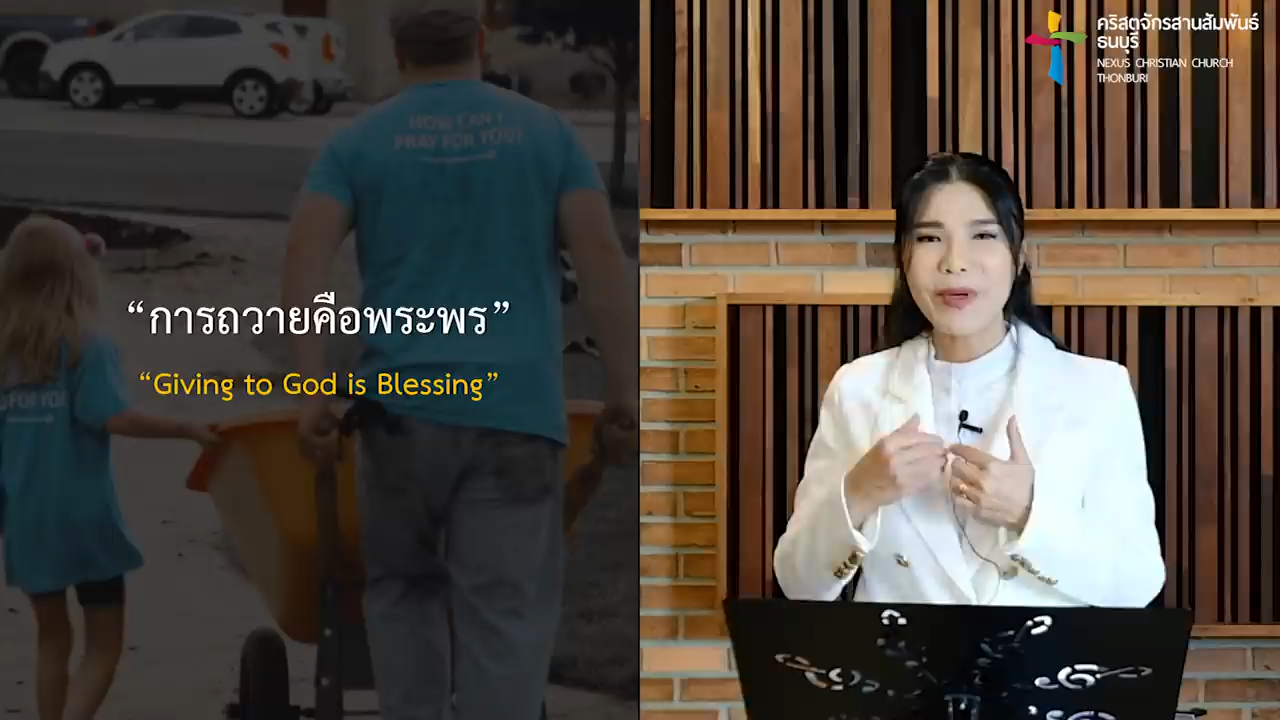 HOW CAN I
PRAY FOR YOU?
FOR YOU
“การถวายคือพระพร”
“Giving to God is Blessing”
คริสตจักรสานสัมพันธ์
ธนบุรี
NEXUS CHRISTIAN CHURCH
THONBURI